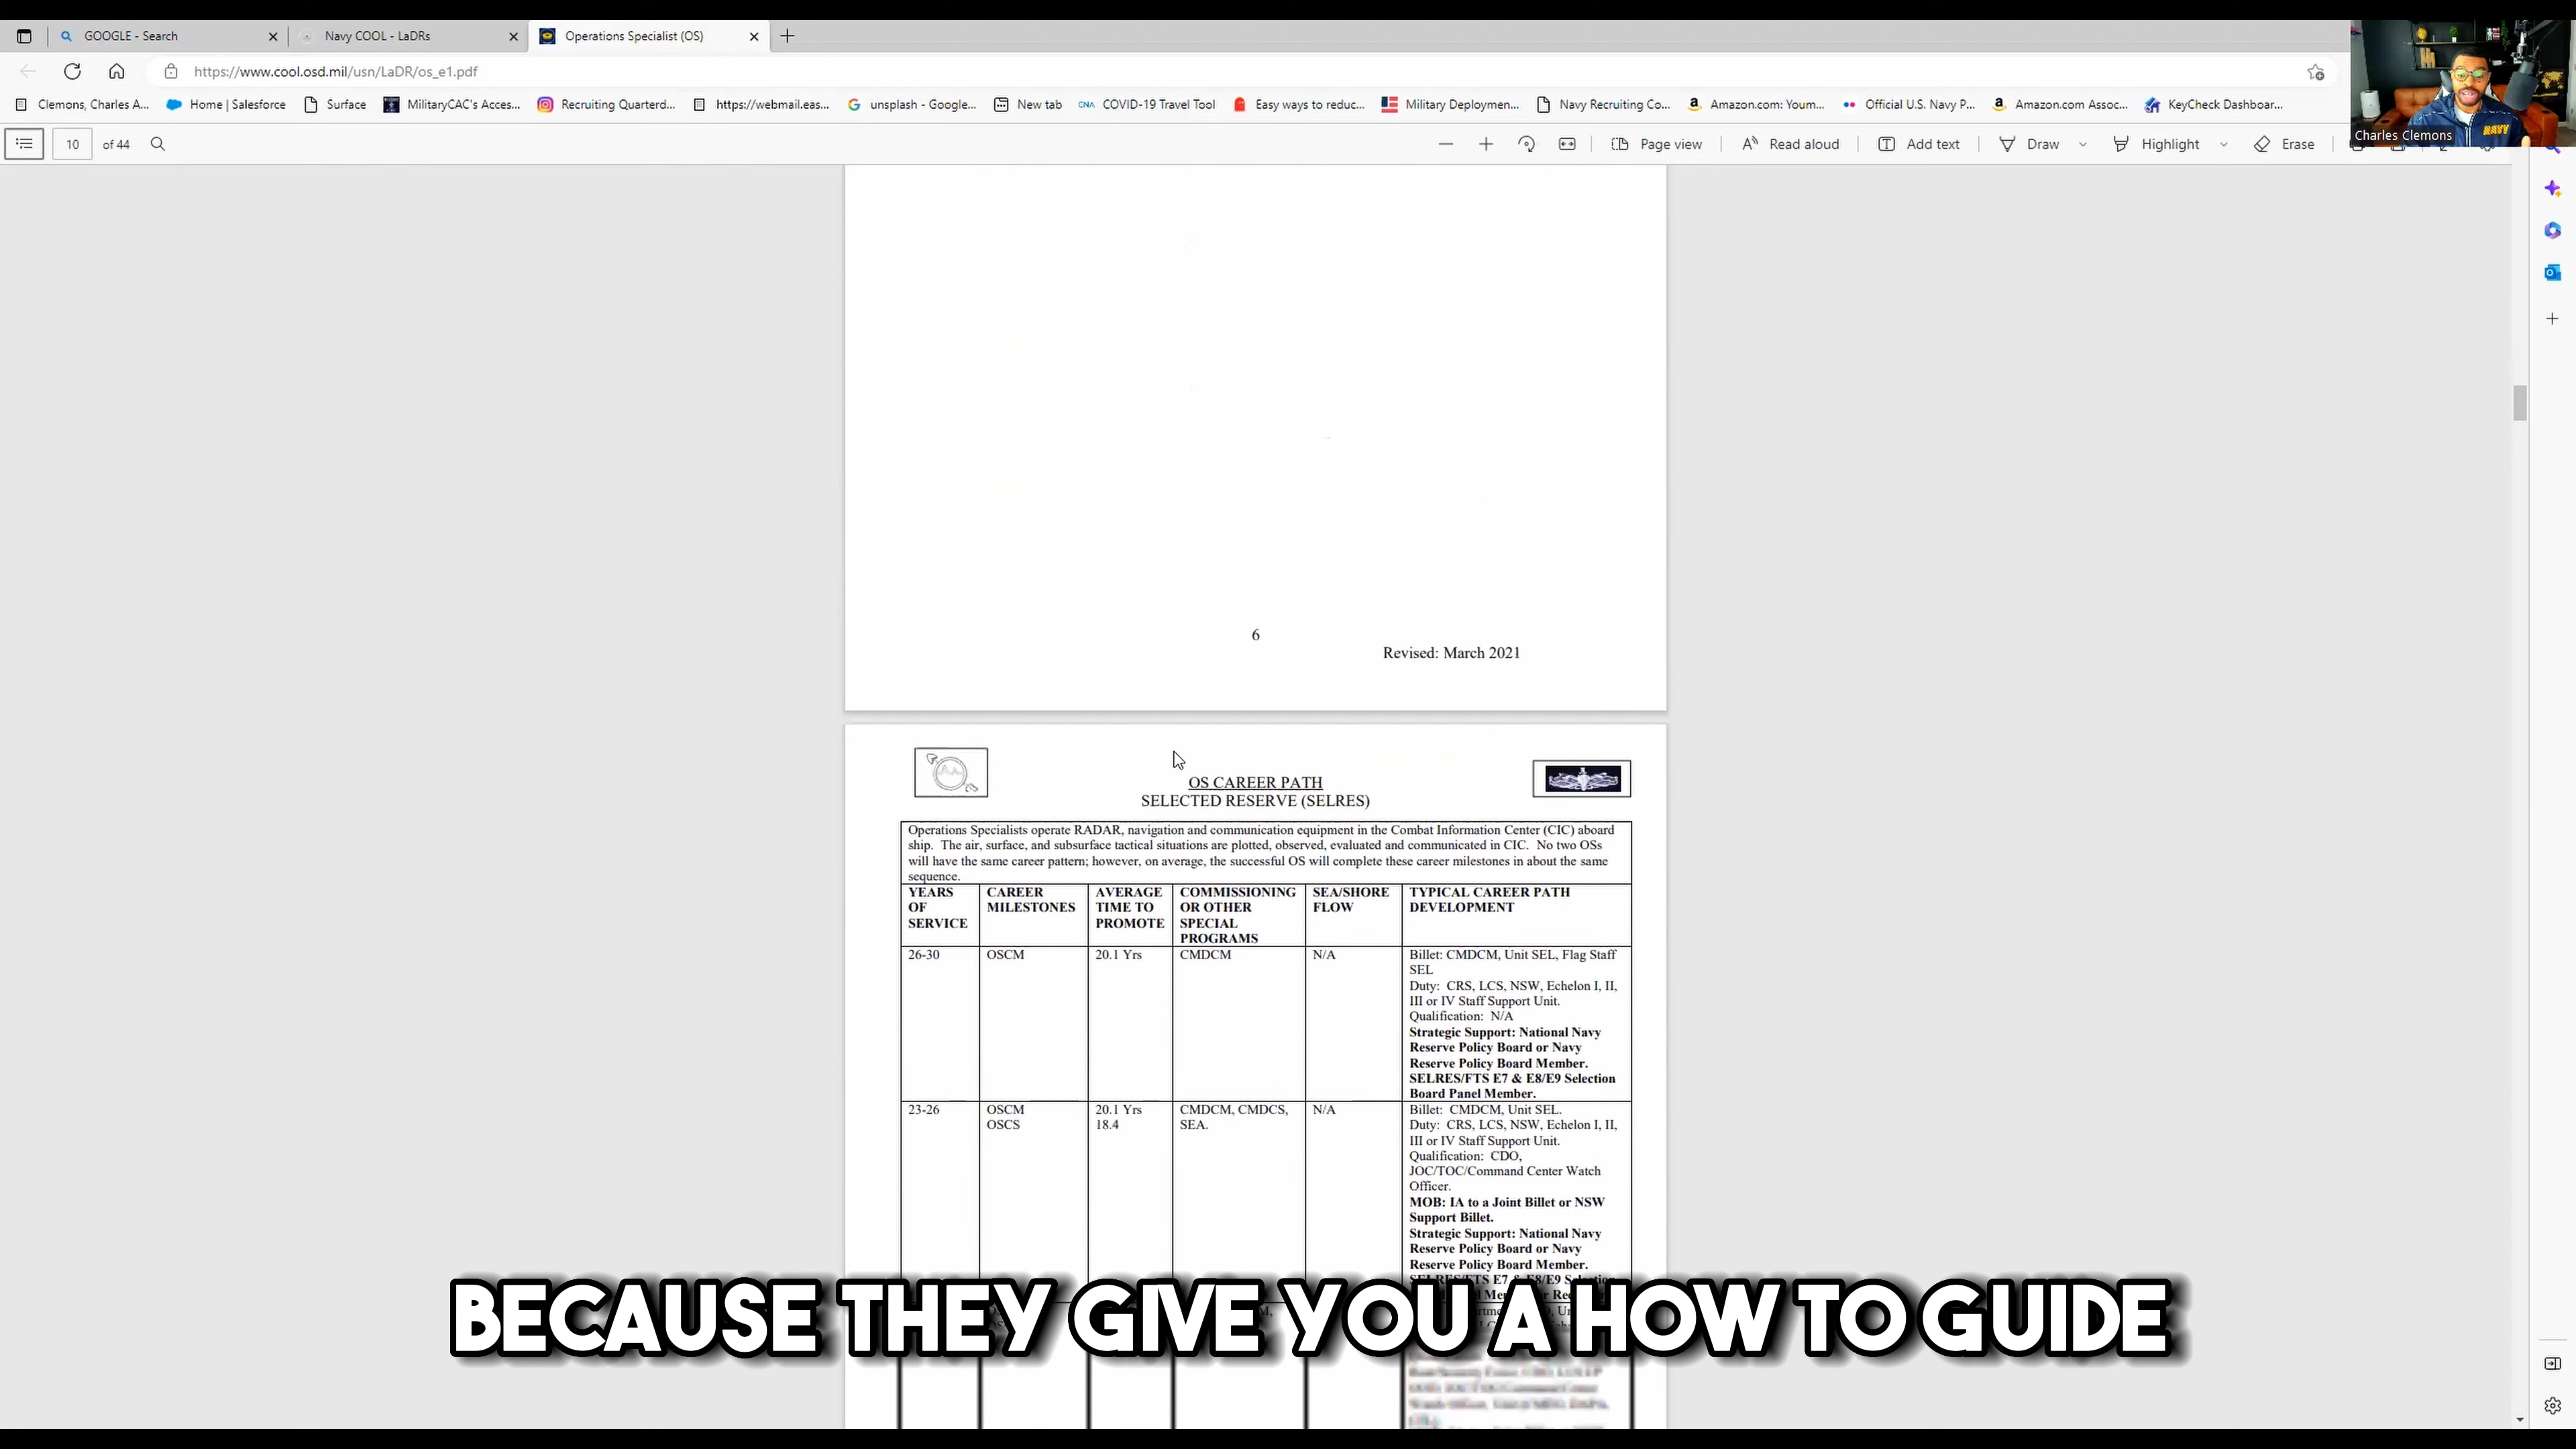 GOOGLE - Search
Navy COOL - LaDRs
Operations Specialist (OS)
https://www.cool.osd.mil/usn/LaDR/os_e1.pdf
Clemons, Charles A...
Home | Salesforce
Surface
MilitaryCAC's Acces...
Recruiting Quarterd...
https://webmail.eas...
unsplash - Google...
New tab
CNA COVID-19 Travel Tool
Easy ways to reduc...
Military Deploymen...
Navy Recruiting Co...
Amazon.com: Youm...
Official U.S. Navy P...
Amazon.com Assoc...
KeyCheck Dashboar...
Charles Clemons
NAVY
10 of 44
Page view
Read aloud
Add text
Draw
Highlight
Erase
6
Revised: March 2021
OS CAREER PATH
SELECTED RESERVE (SELRES)
Operations Specialists operate RADAR, navigation and communication equipment in the Combat Information Center (CIC) aboard
ship. The air, surface, and subsurface tactical situations are plotted, observed, evaluated and communicated in CIC. No two OSs
will have the same career pattern; however, on average, the successful OS will complete these career milestones in about the same
sequence.
YEARS
OF
SERVICE
CAREER
MILESTONES
AVERAGE
TIME TO
PROMOTE
COMMISSIONING
OR OTHER
SPECIAL
PROGRAMS
SEA/SHORE
FLOW
TYPICAL CAREER PATH
DEVELOPMENT
26-30
OSCM
20.1 Yrs
CMDCM
N/A
Billet: CMDCM, Unit SEL, Flag Staff
SEL
Duty: CRS, LCS, NSW, Echelon I, II,
III or IV Staff Support Unit.
Qualification: N/A
Strategic Support: National Navy
Reserve Policy Board or Navy
Reserve Policy Board Member.
SELRES/FTS E7 & E8/E9 Selection
Board Panel Member.
23-26
OSCM
OSCS
20.1 Yrs
18.4
CMDCM, CMDCS,
SEA.
N/A
Billet: CMDCM, Unit SEL.
Duty: CRS, LCS, NSW, Echelon I, II,
III or IV Staff Support Unit.
Qualification: CDO,
JOC/TOC/Command Center Watch
Officer.
MOB: IA to a Joint Billet or NSW
Support Billet.
Strategic Support: National Navy
Reserve Policy Board or Navy
Reserve Policy Board Member.
SELRES/FTS E7 & E8/E9 Selection
BECAUSE THEY GIVE YOU A HOW TO GUIDE